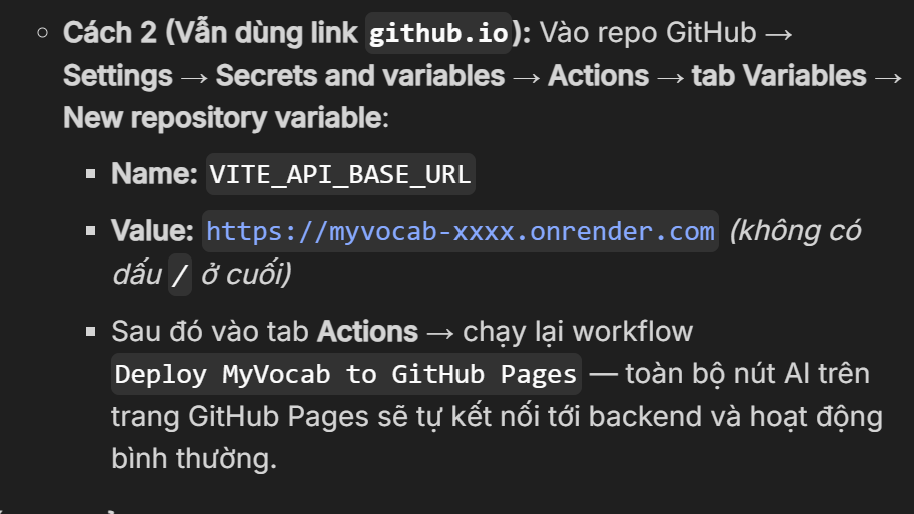 Cách 2 (Vẫn dùng link github.io): Vào repo GitHub →
Settings → Secrets and variables → Actions → tab Variables →
New repository variable:
Name: VITE_API_BASE_URL
Value: https://myvocab-xxxx.onrender.com (không có
dấu / ở cuối)
Sau đó vào tab Actions → chạy lại workflow
Deploy MyVocab to GitHub Pages — toàn bộ nút AI trên
trang GitHub Pages sẽ tự kết nối tới backend và hoạt động
bình thường.